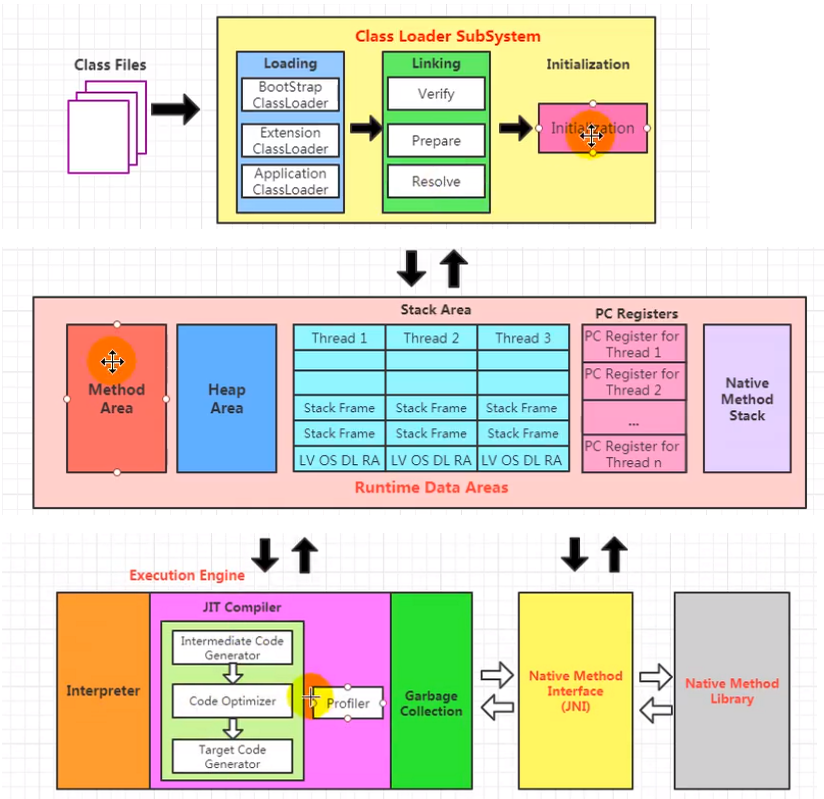 Class Loader SubSystem
Class Files
Loading
BootStrap
ClassLoader
Extension
ClassLoader
Application
ClassLoader
Linking
Verify
Prepare
Resolve
Initialization
Initialization
Stack Area
PC Registers
Method
Area
Heap
Area
Thread 1 Thread 2 Thread 3
Stack Frame Stack Frame Stack Frame
Stack Frame Stack Frame Stack Frame
LV OS DL RA LV OS DL RA LV OS DL RA
PC Register for
Thread 1
PC Register for
Thread 2
...
PC Register for
Thread n
Native
Method
Stack
Runtime Data Areas
Execution Engine
Interpreter
JIT Compiler
Intermediate Code
Generator
Code Optimizer
Target Code
Generator
Profiler
Garbage
Collection
Native Method
Interface
(JNI)
Native Method
Library